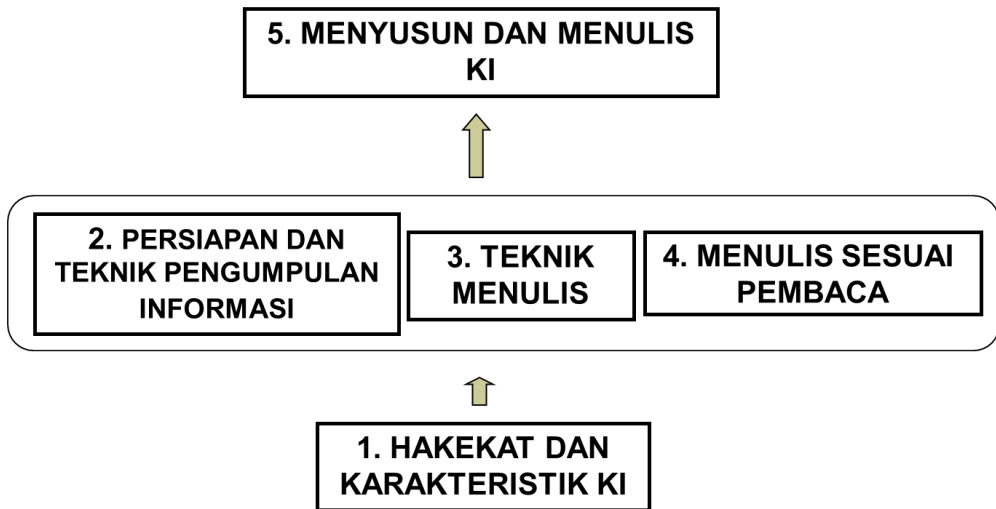 5. MENYUSUN DAN MENULIS
KI
2. PERSIAPAN DAN
TEKNIK PENGUMPULAN
INFORMASI
3. TEKNIK
MENULIS
4. MENULIS SESUAI
PEMBACA
1. HAKEKAT DAN
KARAKTERISTIK KI